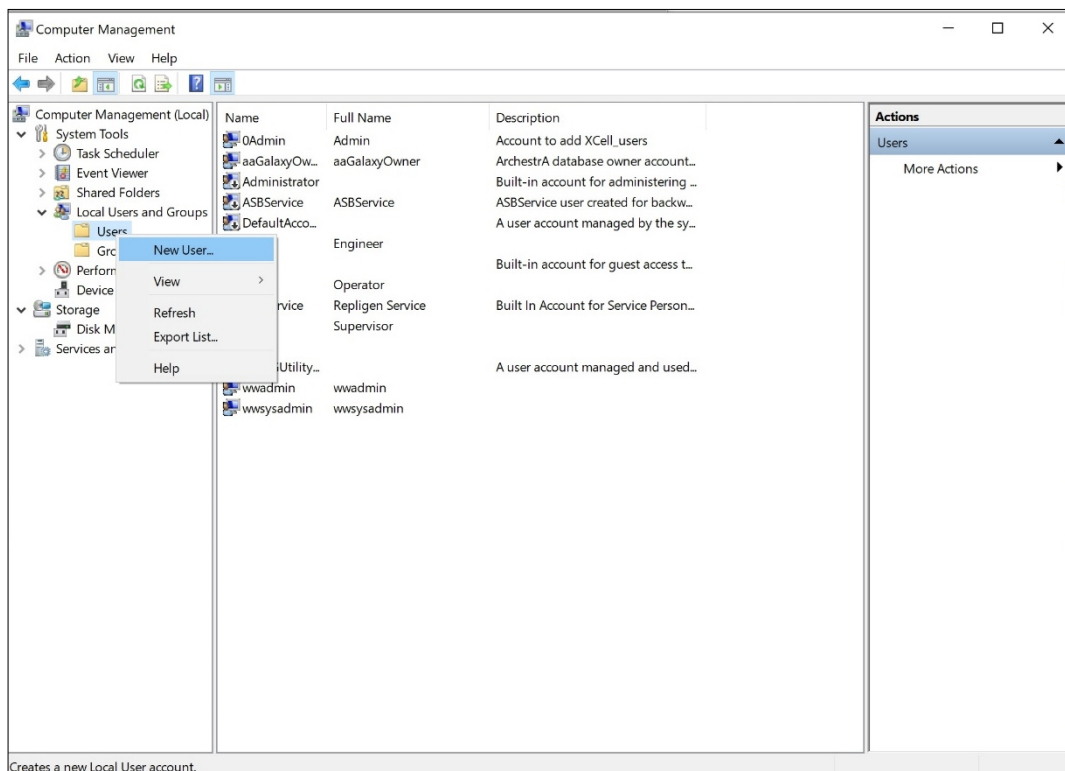 Computer Management
File Action View Help
Computer Management (Local)
System Tools
Task Scheduler
Event Viewer
Shared Folders
Local Users and Groups
Users
Grc
Perforn
Device
Storage
Disk M
Services ar
New User...
View
Refresh
Export List...
Help
Name Full Name Description
0Admin Admin Account to add XCell_users
aaGalaxyOw... aaGalaxyOwner ArchestrA database owner account...
Administrator Built-in account for administering ...
ASBService ASBService ASBService user created for backw...
DefaultAcco... A user account managed by the sy...
Engineer
Built-in account for guest access t...
Operator
rvice Repligen Service Built In Account for Service Person...
Supervisor
Utility... A user account managed and used...
wwadmin wwadmin
wwsysadmin wwsysadmin
Actions
Users
More Actions
Creates a new Local User account.